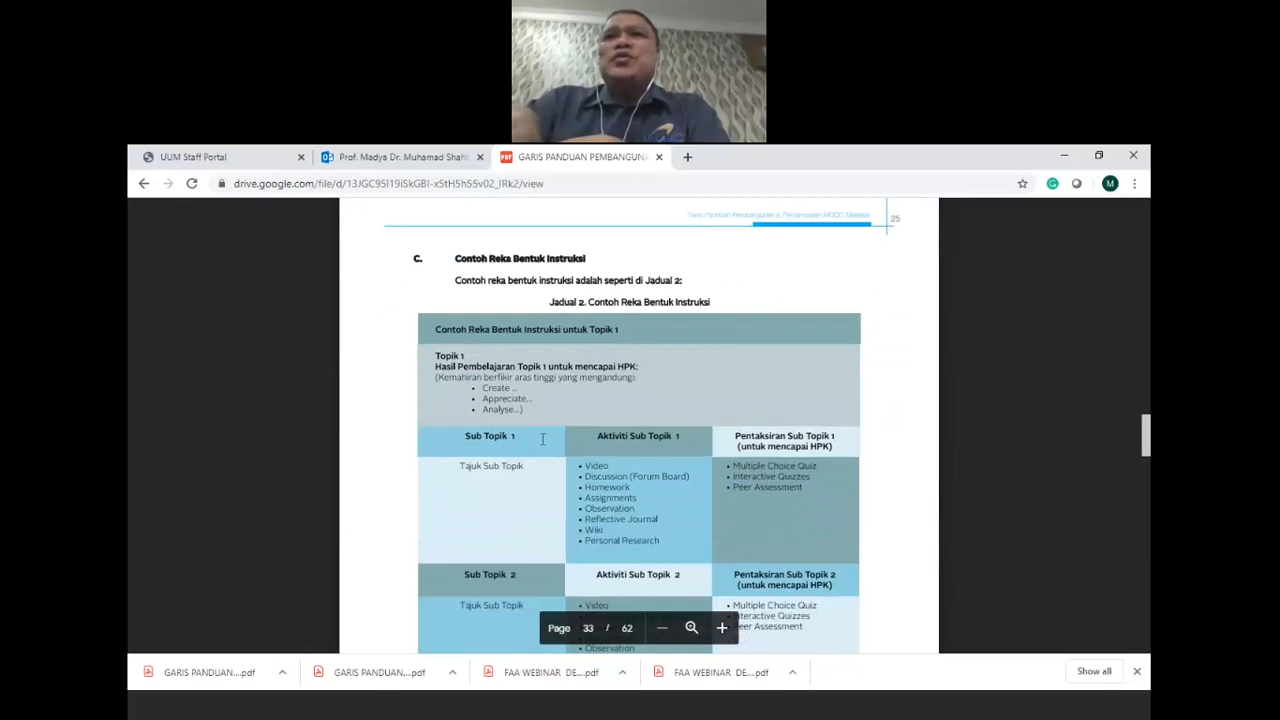 UUM Staff Portal
Prof. Madya Dr. Muhamad Shah
GARIS PANDUAN PEMBANGUNA
drive.google.com/file/d/
M
Garis Panduan Pembangunan & Pemerolehan MOOC Malaysia
25
C. Contoh Reka Bentuk Instruksi
Contoh reka bentuk instruksi adalah seperti di Jadual 2:
Jadual 2. Contoh Reka Bentuk Instruksi
Contoh Reka Bentuk Instruksi untuk Topik 1
Topik 1
Hasil Pembelajaran Topik 1 untuk mencapai HPK:
(Kemahiran berfikir aras tinggi yang mengandungi:
• Create ...
• Appreciate...
• Analyse...)
Sub Topik 1
Aktiviti Sub Topik 1
Pentaksiran Sub Topik 1
(untuk mencapai HPK)
Tajuk Sub Topik
• Video
• Discussion (Forum Board)
• Homework
• Assignments
• Observation
• Reflective Journal
• Wiki
• Personal Research
• Multiple Choice Quiz
• Interactive Quizzes
• Peer Assessment
Sub Topik 2
Aktiviti Sub Topik 2
Pentaksiran Sub Topik 2
(untuk mencapai HPK)
Tajuk Sub Topik
• Video
• Observation
• Multiple Choice Quiz
nteractive Quizzes
eer Assessment
Page 33 / 62
GARIS PANDUAN....pdf
GARIS PANDUAN....pdf
FAA WEBINAR DE....pdf
FAA WEBINAR DE....pdf
Show all